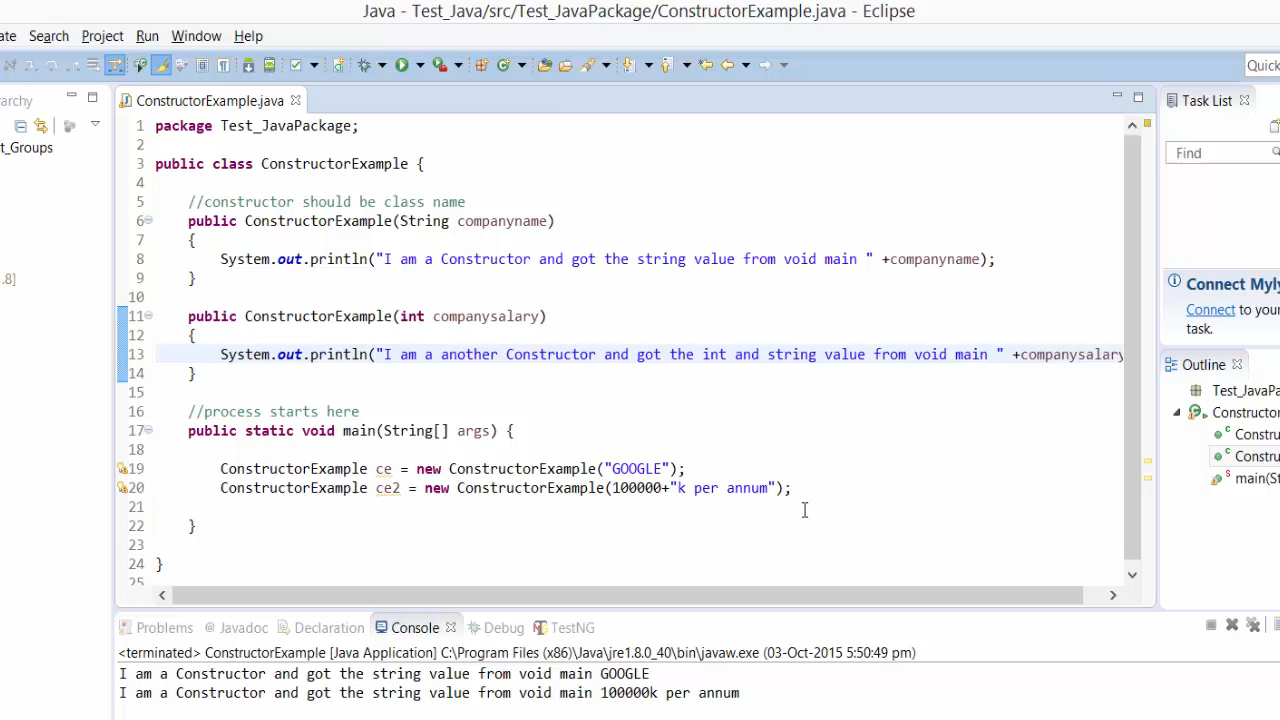 Java - Test_Java/src/Test_JavaPackage/ConstructorExample.java - Eclipse
ate Search Project Run Window Help
Quick
archy
ConstructorExample.java
Task List
t_Groups
Find
.8]
1 package Test_JavaPackage;
2
3 public class ConstructorExample {
4
5 //constructor should be class name
6 public ConstructorExample(String companyname)
7 {
8 System.out.println("I am a Constructor and got the string value from void main " +companyname);
9 }
10
11 public ConstructorExample(int companysalary)
12 {
13 System.out.println("I am a another Constructor and got the int and string value from void main " +companysalary
14 }
15
16 //process starts here
17 public static void main(String[] args) {
18
19 ConstructorExample ce = new ConstructorExample("GOOGLE");
20 ConstructorExample ce2 = new ConstructorExample(100000+"k per annum");
21
22 }
23
24 }
25
Connect Myly
Connect to your
task.
Outline
Test_JavaPa
Constructor
Constru
Constru
main(St
Problems @ Javadoc Declaration Console Debug TestNG
<terminated> ConstructorExample [Java Application] C:\Program Files (x86)\Java\jre1.8.0_40\bin\javaw.exe (03-Oct-2015 5:50:49 pm)
I am a Constructor and got the string value from void main GOOGLE
I am a Constructor and got the string value from void main 100000k per annum